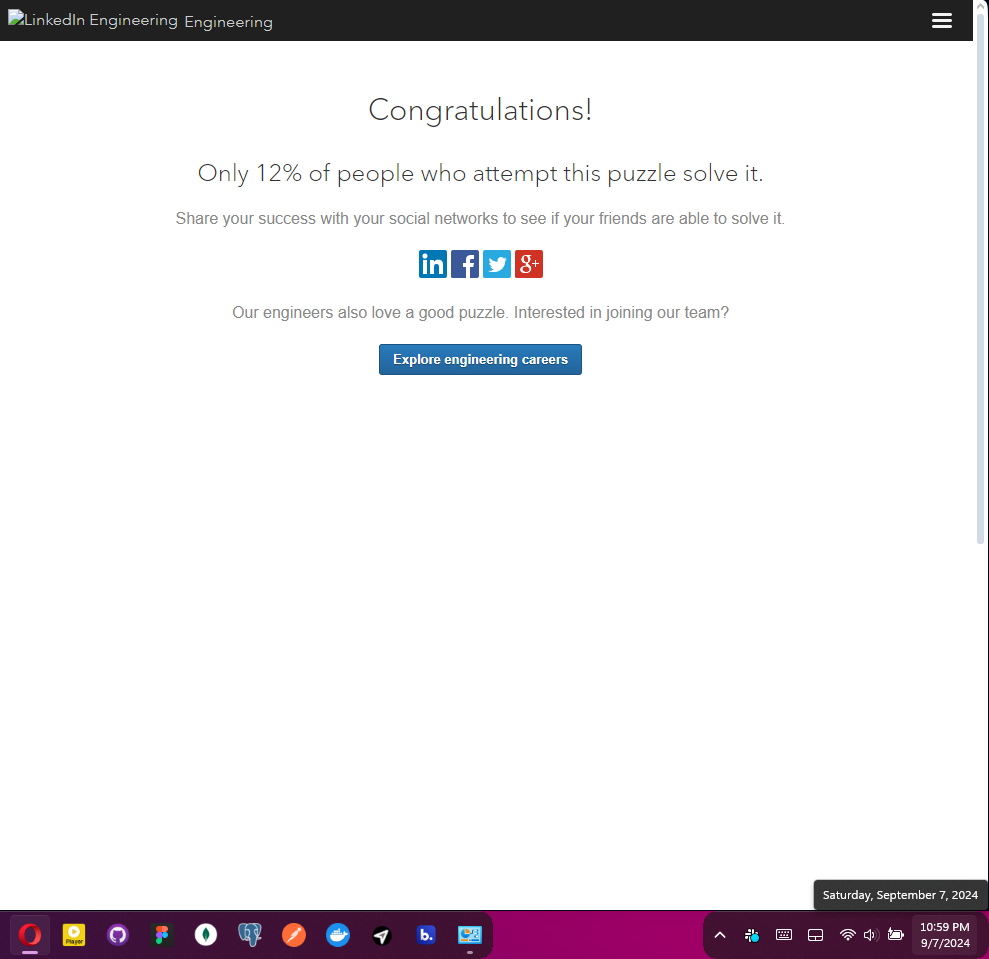 LinkedIn Engineering Engineering
Congratulations!
Only 12% of people who attempt this puzzle solve it.
Share your success with your social networks to see if your friends are able to solve it.
in f g+
Our engineers also love a good puzzle. Interested in joining our team?
Explore engineering careers
Saturday, September 7, 2024
Player
b.
10:59 PM
9/7/2024